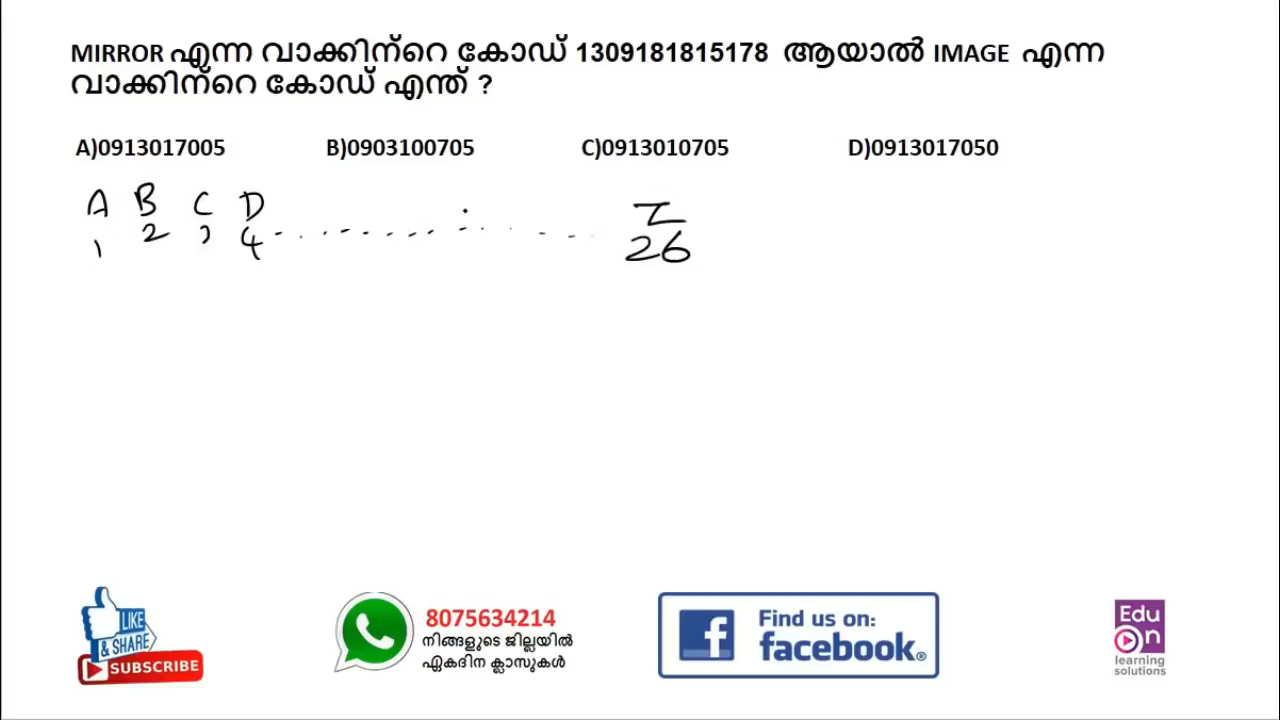 MIRROR എന്ന വാക്കിന്റെ കോഡ് 1309181815178 ആയാൽ IMAGE എന്ന
വാക്കിന്റെ കോഡ് എന്ത് ?
A)0913017005 B)0903100705 C)0913010705 D)0913017050
A B C D Z
1 2 3 4 26
LIKE
& SHARE
SUBSCRIBE
8075634214
നിങ്ങളുടെ ജില്ലയിൽ
ഏകദിന ക്ലാസുകൾ
Find us on:
facebook®
Edu
On
learning
solutions